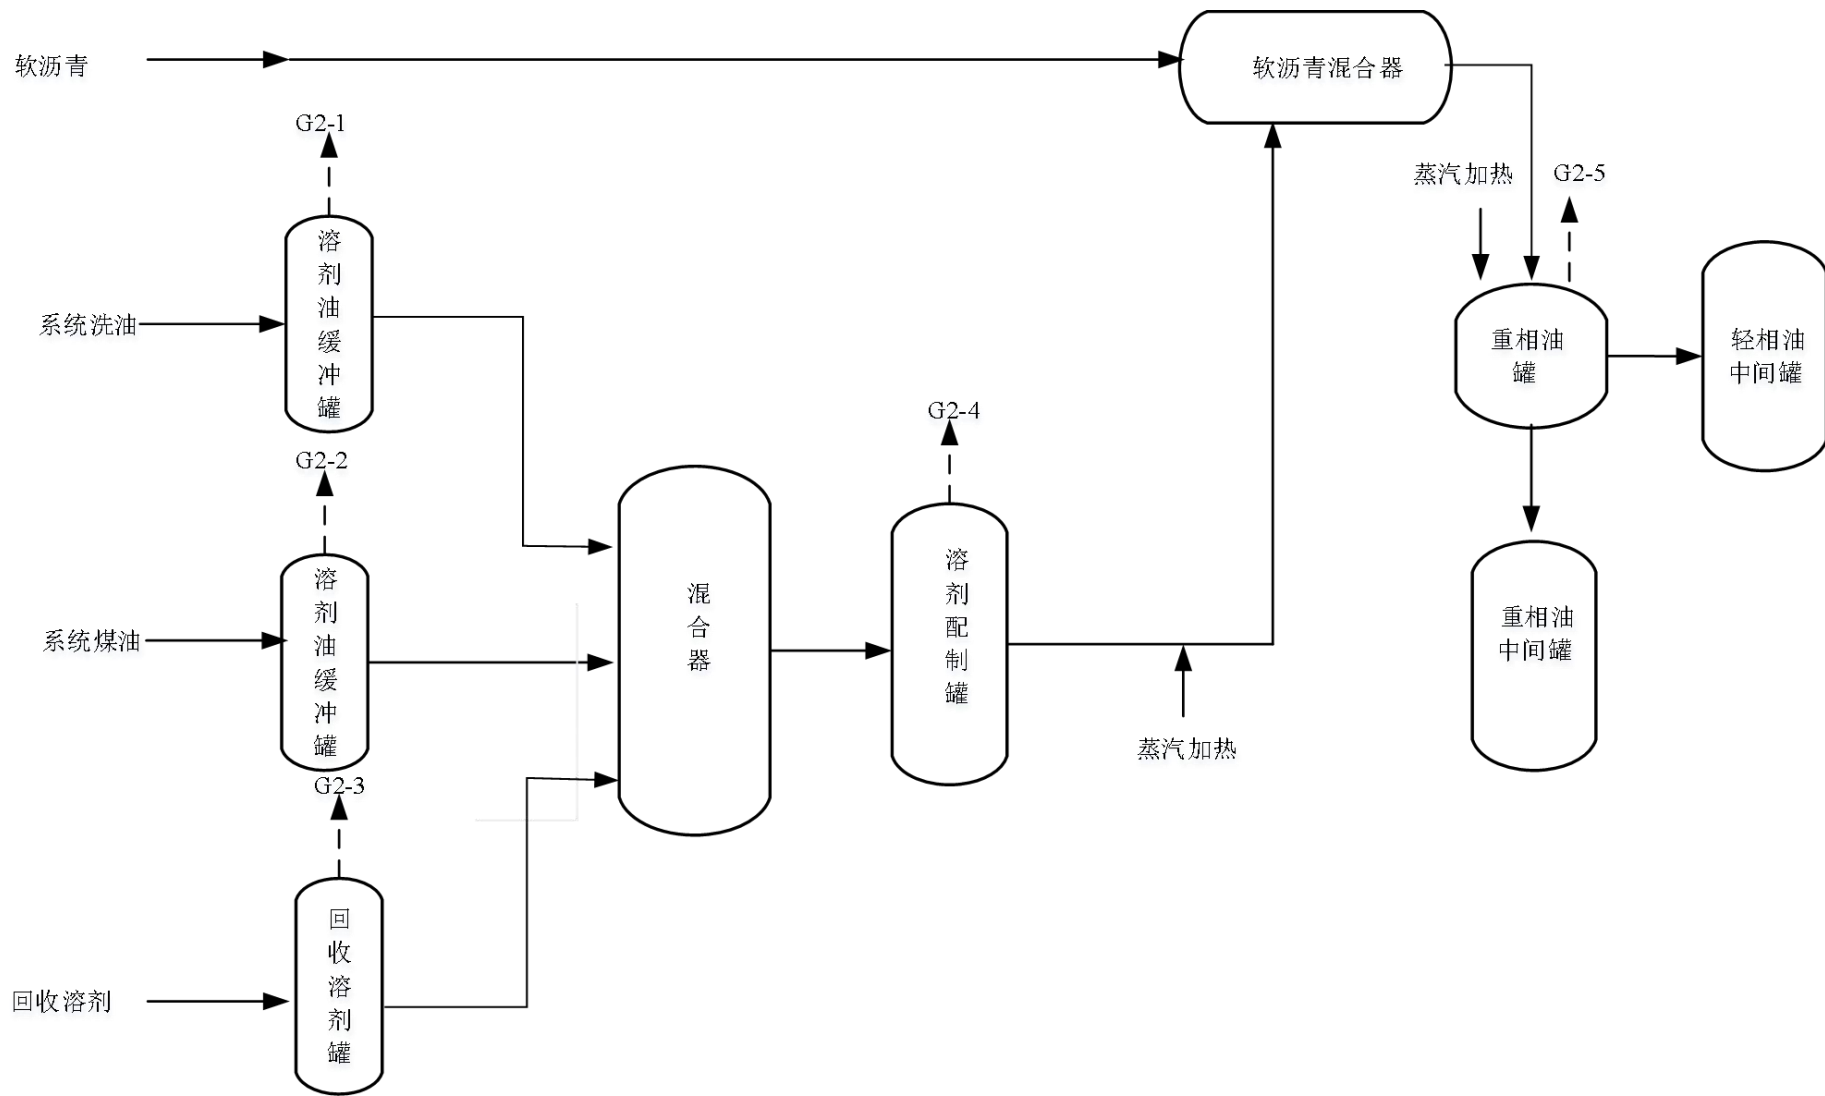 软沥青
软沥青混合器
G2-1
蒸汽加热
G2-5
溶剂油缓冲罐
系统洗油
重相油
罐
轻相油
中间罐
G2-4
G2-2
溶剂油缓冲罐
系统煤油
混合器
溶剂配制罐
重相油
中间罐
蒸汽加热
G2-3
回收溶剂罐
回收溶剂